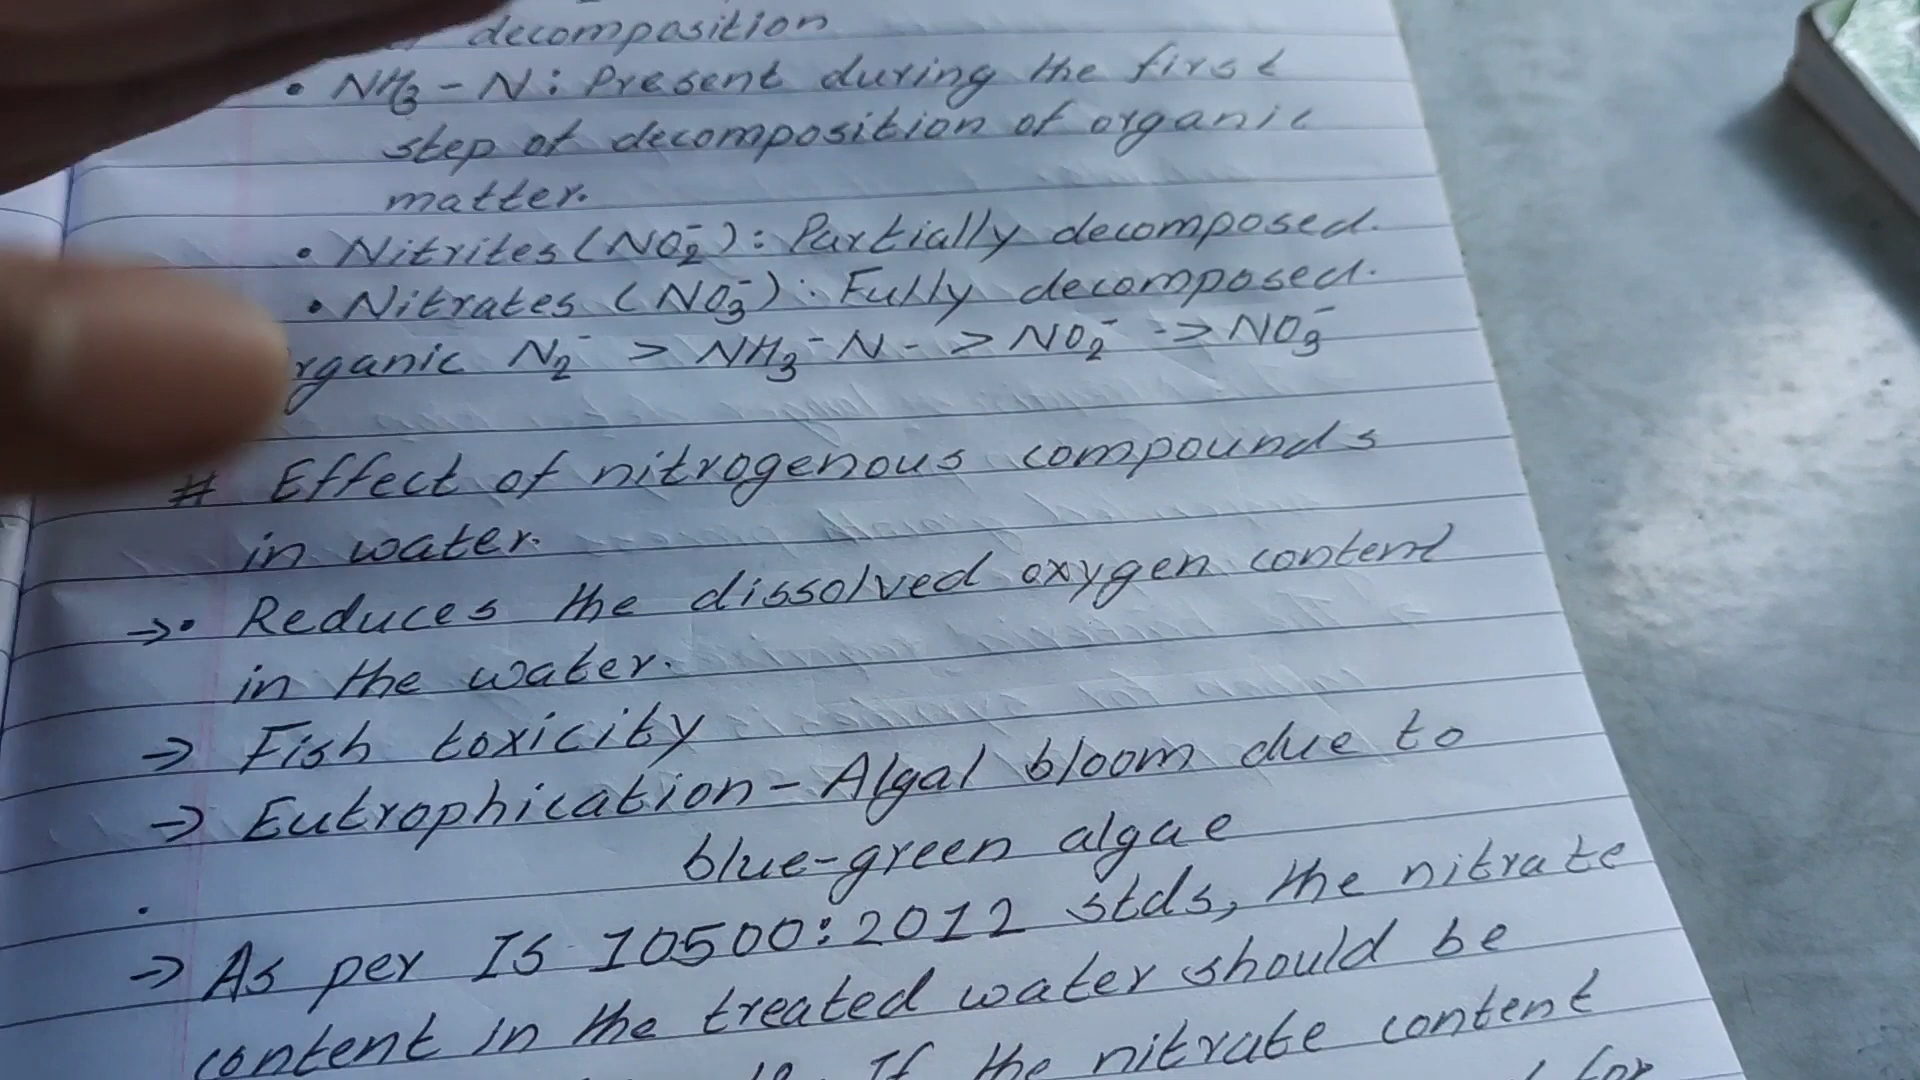 decomposition
• NH₃-N: Present during the first
step of decomposition of organic
matter.
• Nitrites (NO₂⁻): Partially decomposed.
• Nitrates (NO₃⁻): Fully decomposed.
rganic N₂⁻ > NH₃-N-> NO₂⁻ -> NO₃⁻
# Effect of nitrogenous compounds
in water.
→• Reduces the dissolved oxygen content
in the water.
→ Fish toxicity
→ Eutrophication - Algal bloom due to
blue-green algae
→ As per IS 10500:2012 stds, the nitrate
content in the treated water should be
If the nitrate content
for